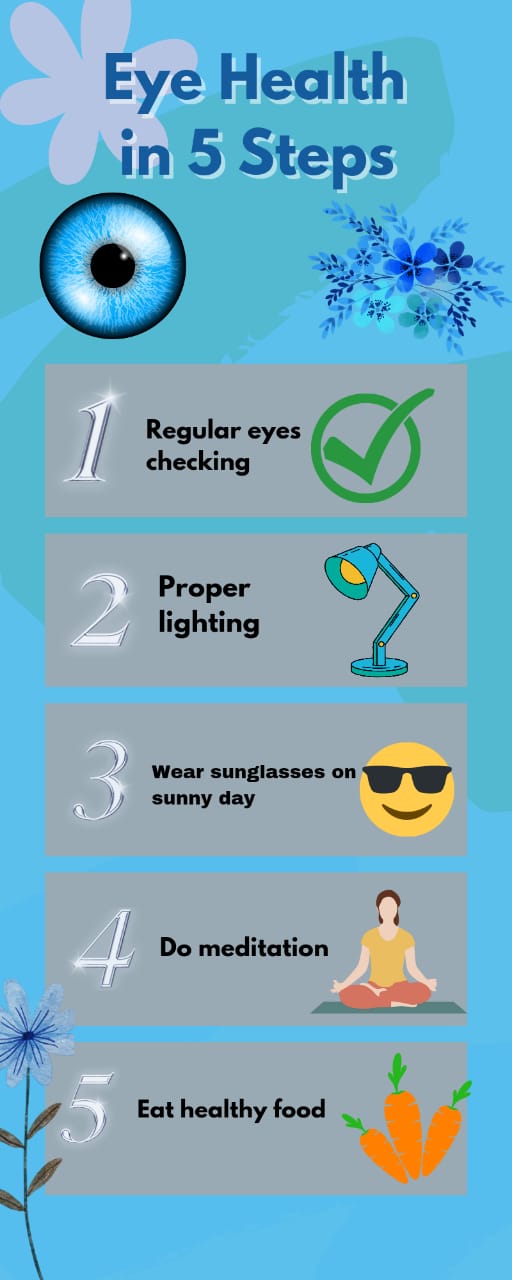 Eye Health
in 5 Steps
1
Regular eyes
checking
2
Proper
lighting
3
Wear sunglasses on
sunny day
4
Do meditation
5
Eat healthy food